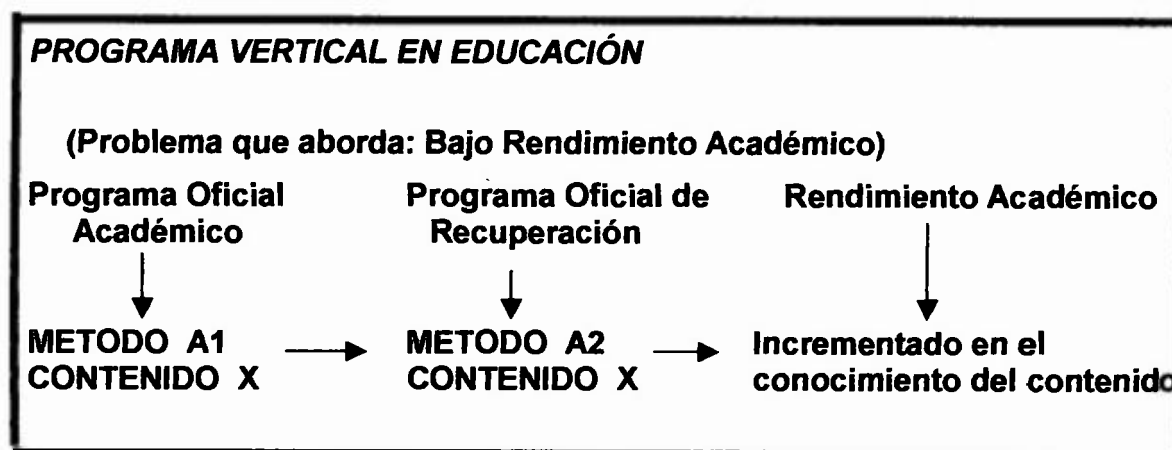 PROGRAMA VERTICAL EN EDUCACIÓN
(Problema que aborda: Bajo Rendimiento Académico)
Programa Oficial Académico
Programa Oficial de Recuperación
Rendimiento Académico
METODO A1
CONTENIDO X
METODO A2
CONTENIDO X
Incrementado en el
conocimiento del contenido